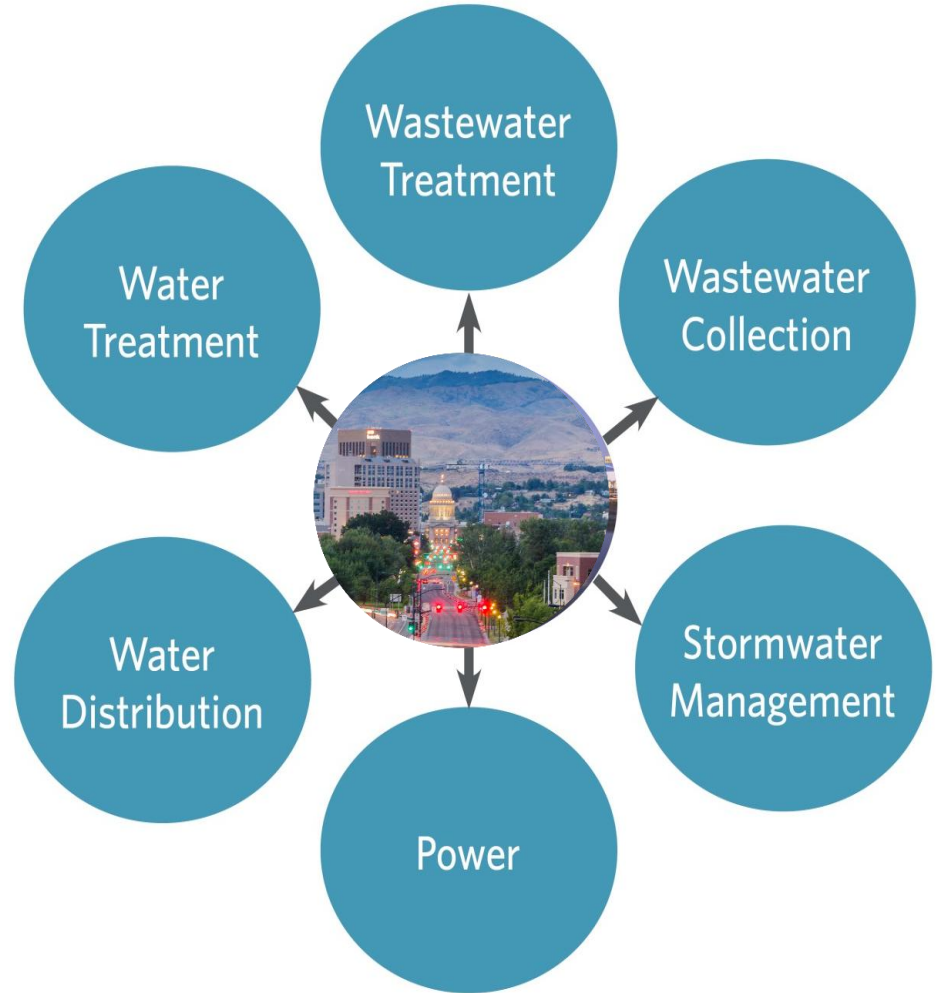 Wastewater
Treatment
Wastewater
Collection
Stormwater
Management
Power
Water
Distribution
Water
Treatment